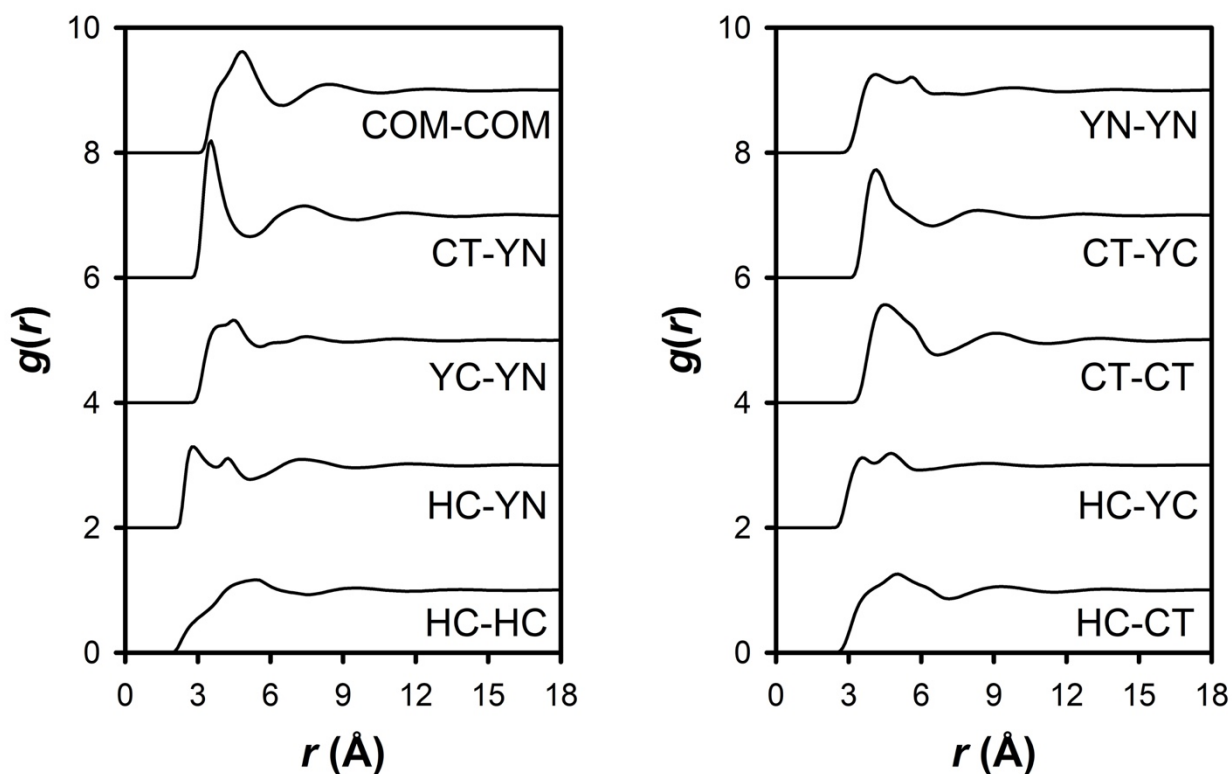 10
COM-COM
8
CT-YN
6
YC-YN
4
HC-YN
2
HC-HC
0
0 3 6 9 12 15 18
g(r)
r (Å)
10
YN-YN
8
CT-YC
6
CT-CT
4
HC-YC
2
HC-CT
0
0 3 6 9 12 15 18
g(r)
r (Å)